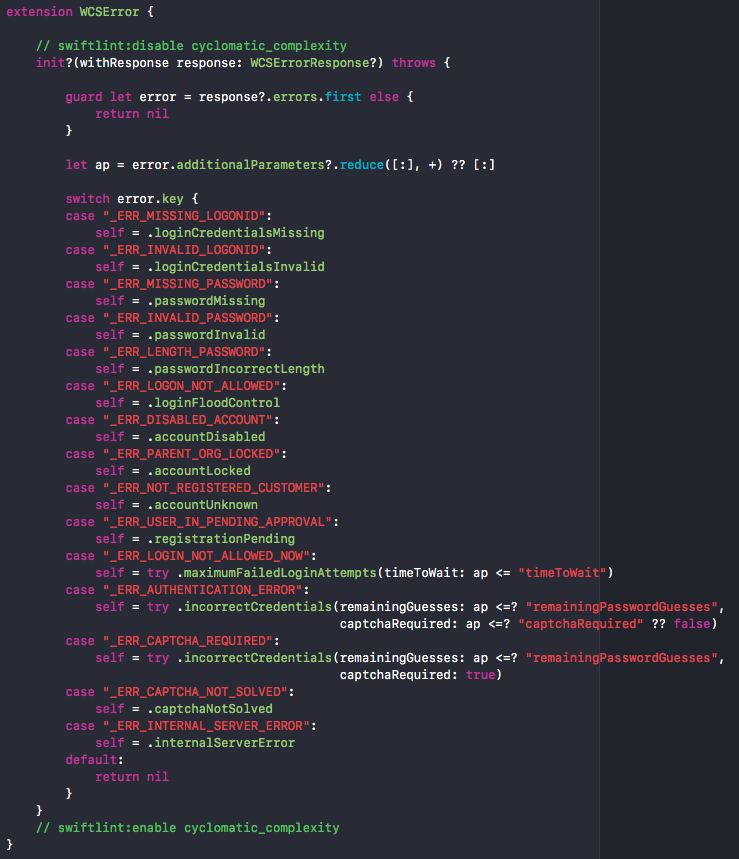 extension WCSError {
// swiftlint:disable cyclomatic_complexity
init?(withResponse response: WCSErrorResponse?) throws {
guard let error = response?.errors.first else {
return nil
}
let ap = error.additionalParameters?.reduce([:], +) ?? [:]
switch error.key {
case "_ERR_MISSING_LOGONID":
self = .loginCredentialsMissing
case "_ERR_INVALID_LOGONID":
self = .loginCredentialsInvalid
case "_ERR_MISSING_PASSWORD":
self = .passwordMissing
case "_ERR_INVALID_PASSWORD":
self = .passwordInvalid
case "_ERR_LENGTH_PASSWORD":
self = .passwordIncorrectLength
case "_ERR_LOGON_NOT_ALLOWED":
self = .loginFloodControl
case "_ERR_DISABLED_ACCOUNT":
self = .accountDisabled
case "_ERR_PARENT_ORG_LOCKED":
self = .accountLocked
case "_ERR_NOT_REGISTERED_CUSTOMER":
self = .accountUnknown
case "_ERR_USER_IN_PENDING_APPROVAL":
self = .registrationPending
case "_ERR_LOGIN_NOT_ALLOWED_NOW":
self = try .maximumFailedLoginAttempts(timeToWait: ap <= "timeToWait")
case "_ERR_AUTHENTICATION_ERROR":
self = try .incorrectCredentials(remainingGuesses: ap <=? "remainingPasswordGuesses",
captchaRequired: ap <=? "captchaRequired" ?? false)
case "_ERR_CAPTCHA_REQUIRED":
self = try .incorrectCredentials(remainingGuesses: ap <=? "remainingPasswordGuesses",
captchaRequired: true)
case "_ERR_CAPTCHA_NOT_SOLVED":
self = .captchaNotSolved
case "_ERR_INTERNAL_SERVER_ERROR":
self = .internalServerError
default:
return nil
}
}
// swiftlint:enable cyclomatic_complexity
}